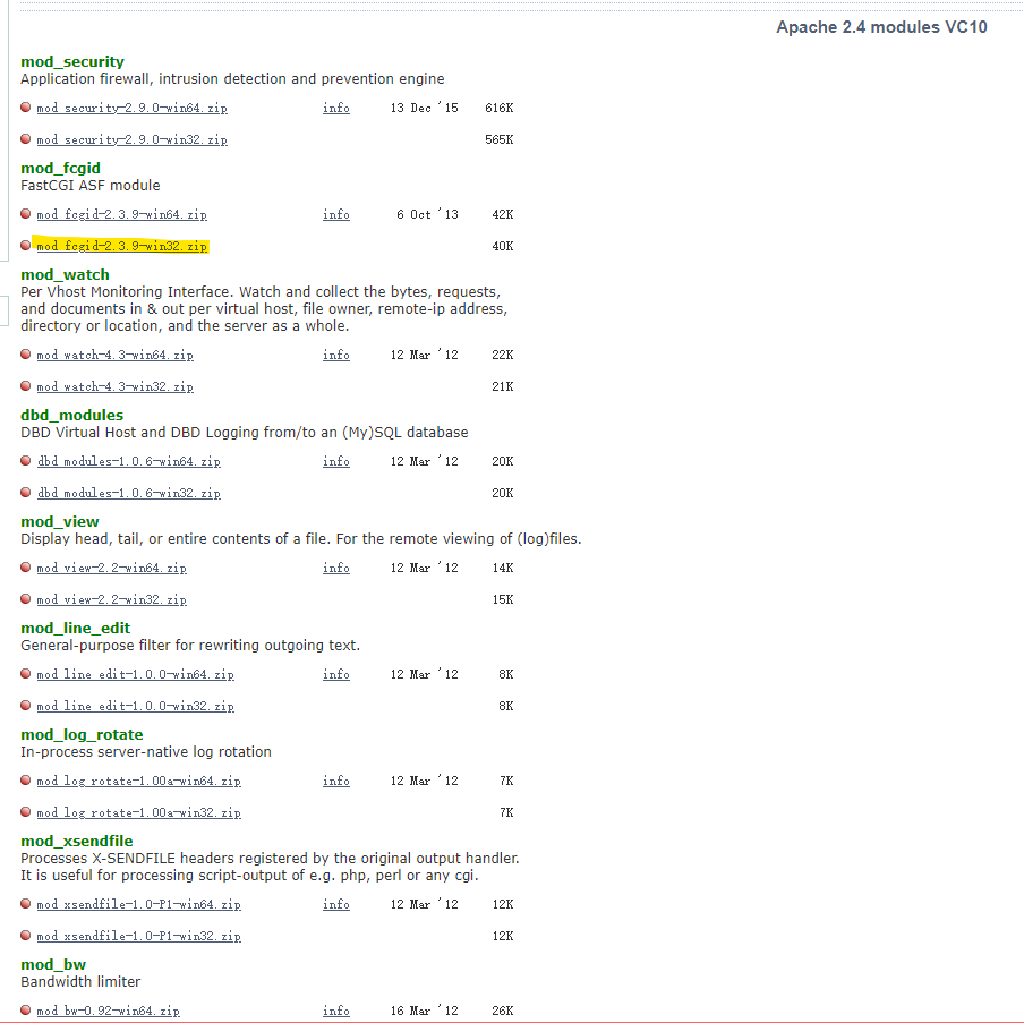 Apache 2.4 modules VC10
mod_security
Application firewall, intrusion detection and prevention engine
mod_security-2.9.0-win64.zip info 13 Dec '15 616K
mod_security-2.9.0-win32.zip 565K
mod_fcgid
FastCGI ASF module
mod_fcgid-2.3.9-win64.zip info 6 Oct '13 42K
mod_fcgid-2.3.9-win32.zip 40K
mod_watch
Per Vhost Monitoring Interface. Watch and collect the bytes, requests,
and documents in & out per virtual host, file owner, remote-ip address,
directory or location, and the server as a whole.
mod_watch-4.3-win64.zip info 12 Mar '12 22K
mod_watch-4.3-win32.zip 21K
dbd_modules
DBD Virtual Host and DBD Logging from/to an (My)SQL database
dbd_modules-1.0.6-win64.zip info 12 Mar '12 20K
dbd_modules-1.0.6-win32.zip 20K
mod_view
Display head, tail, or entire contents of a file. For the remote viewing of (log)files.
mod_view-2.2-win64.zip info 12 Mar '12 14K
mod_view-2.2-win32.zip 15K
mod_line_edit
General-purpose filter for rewriting outgoing text.
mod_line_edit-1.0.0-win64.zip info 12 Mar '12 8K
mod_line_edit-1.0.0-win32.zip 8K
mod_log_rotate
In-process server-native log rotation
mod_log_rotate-1.00a-win64.zip info 12 Mar '12 7K
mod_log_rotate-1.00a-win32.zip 7K
mod_xsendfile
Processes X-SENDFILE headers registered by the original output handler.
It is useful for processing script-output of e.g. php, perl or any cgi.
mod_xsendfile-1.0-P1-win64.zip info 12 Mar '12 12K
mod_xsendfile-1.0-P1-win32.zip 12K
mod_bw
Bandwidth limiter
mod_bw-0.92-win64.zip info 16 Mar '12 26K